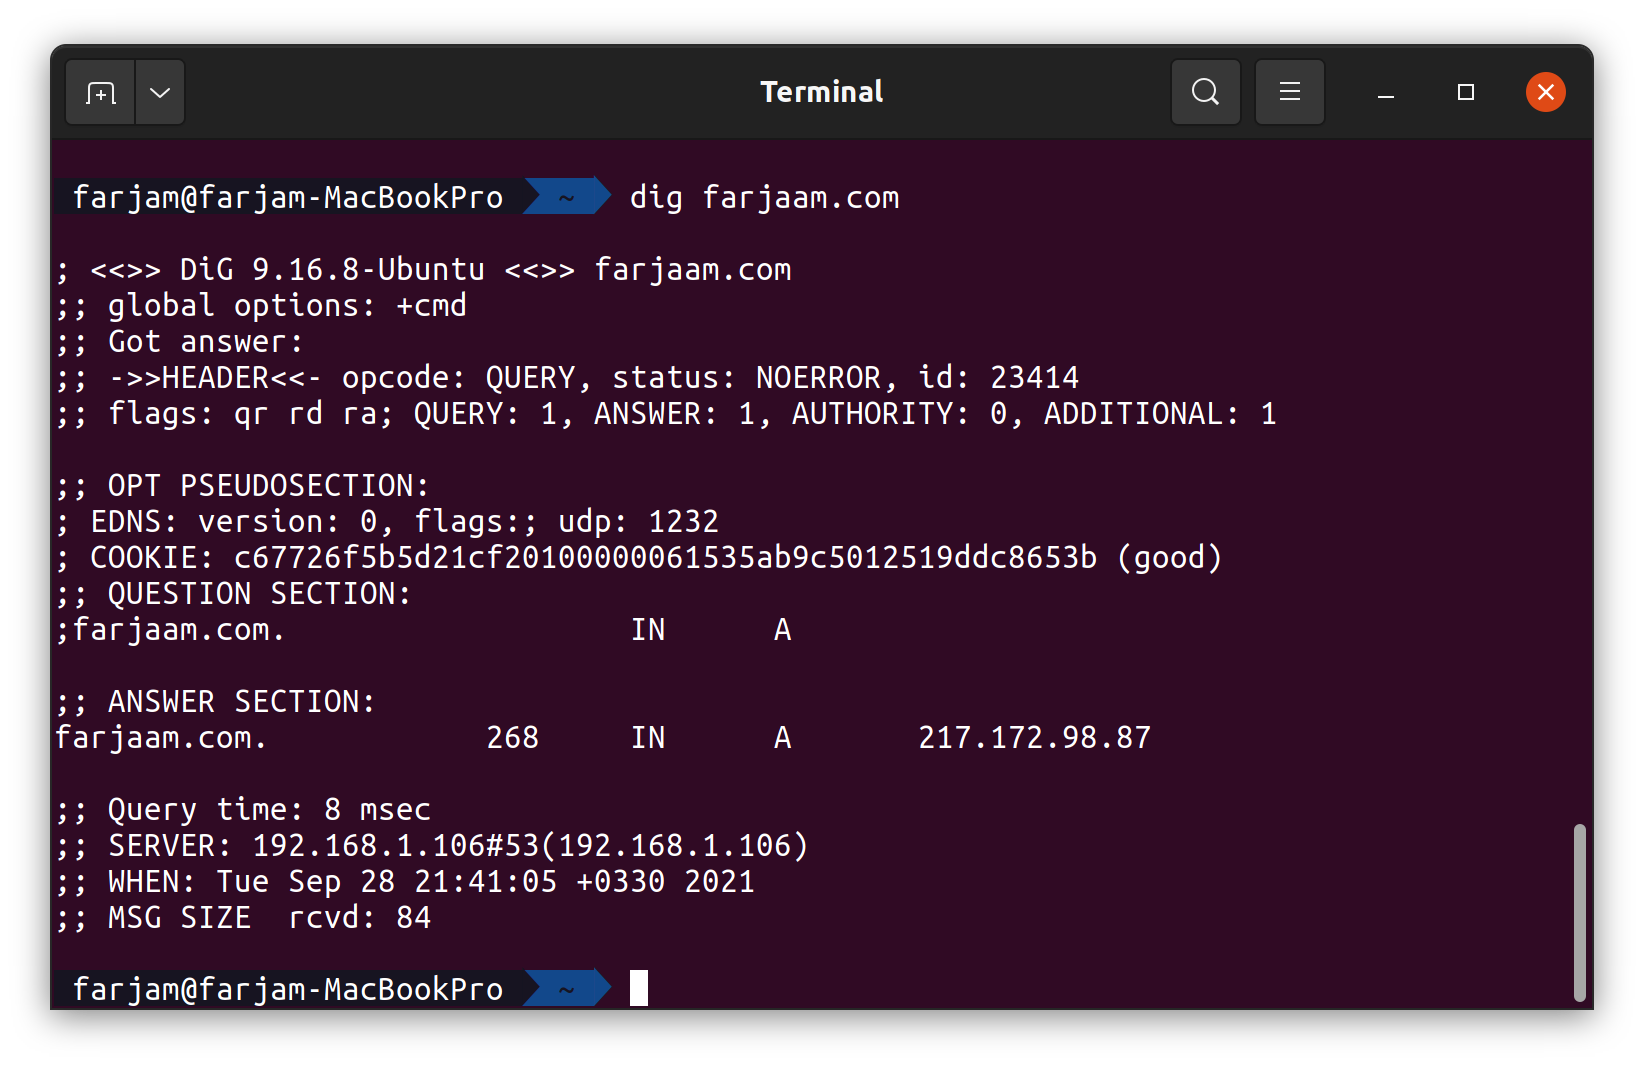 Terminal
farjam@farjam-MacBookPro ~ dig farjaam.com
; <<>> DiG 9.16.8-Ubuntu <<>> farjaam.com
;; global options: +cmd
;; Got answer:
;; ->>HEADER<<- opcode: QUERY, status: NOERROR, id: 23414
;; flags: qr rd ra; QUERY: 1, ANSWER: 1, AUTHORITY: 0, ADDITIONAL: 1
;; OPT PSEUDOSECTION:
; EDNS: version: 0, flags:; udp: 1232
; COOKIE: c67726f5b5d21cf20100000061535ab9c5012519ddc8653b (good)
;; QUESTION SECTION:
;farjaam.com. IN A
;; ANSWER SECTION:
farjaam.com. 268 IN A 217.172.98.87
;; Query time: 8 msec
;; SERVER: 192.168.1.106#53(192.168.1.106)
;; WHEN: Tue Sep 28 21:41:05 +0330 2021
;; MSG SIZE  rcvd: 84
farjam@farjam-MacBookPro ~